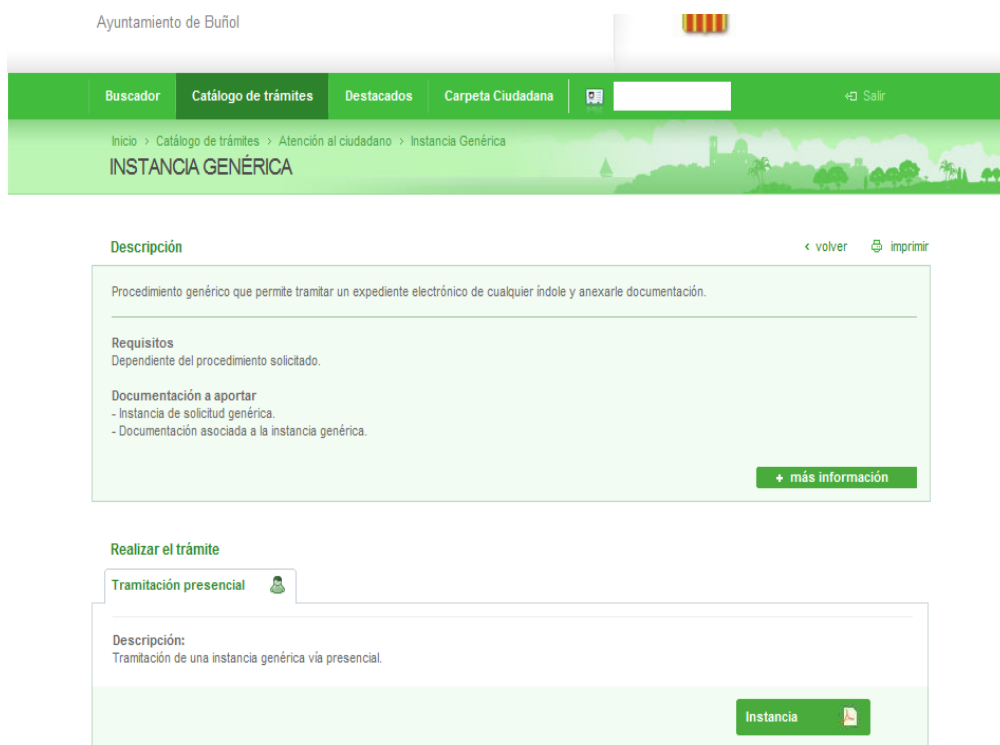 Ayuntamiento de Buñol
Buscador Catálogo de trámites Destacados Carpeta Ciudadana Salir
Inicio > Catálogo de trámites > Atención al ciudadano > Instancia Genérica
INSTANCIA GENÉRICA
Descripción < volver imprimir
Procedimiento genérico que permite tramitar un expediente electrónico de cualquier índole y anexarle documentación.
Requisitos
Dependiente del procedimiento solicitado.
Documentación a aportar
- Instancia de solicitud genérica.
- Documentación asociada a la instancia genérica.
+ más información
Realizar el trámite
Tramitación presencial
Descripción:
Tramitación de una instancia genérica vía presencial.
Instancia